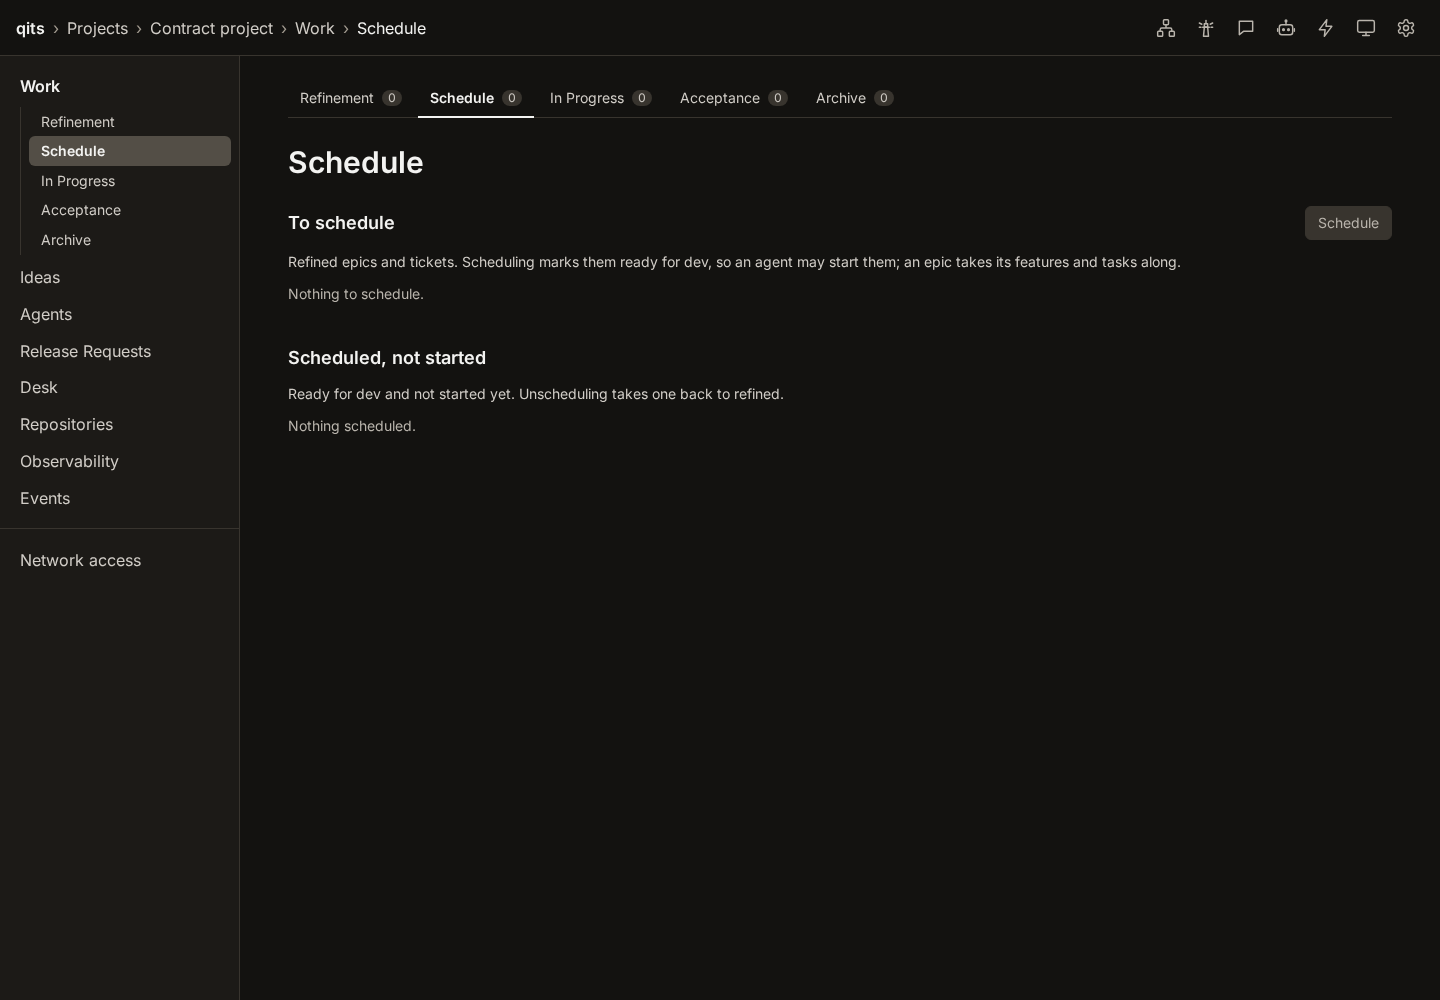 qits › Projects › Contract project › Work › Schedule
Work
Refinement
Schedule
In Progress
Acceptance
Archive
Ideas
Agents
Release Requests
Desk
Repositories
Observability
Events
Network access
Refinement 0 Schedule 0 In Progress 0 Acceptance 0 Archive 0
Schedule
To schedule Schedule
Refined epics and tickets. Scheduling marks them ready for dev, so an agent may start them; an epic takes its features and tasks along.
Nothing to schedule.
Scheduled, not started
Ready for dev and not started yet. Unscheduling takes one back to refined.
Nothing scheduled.